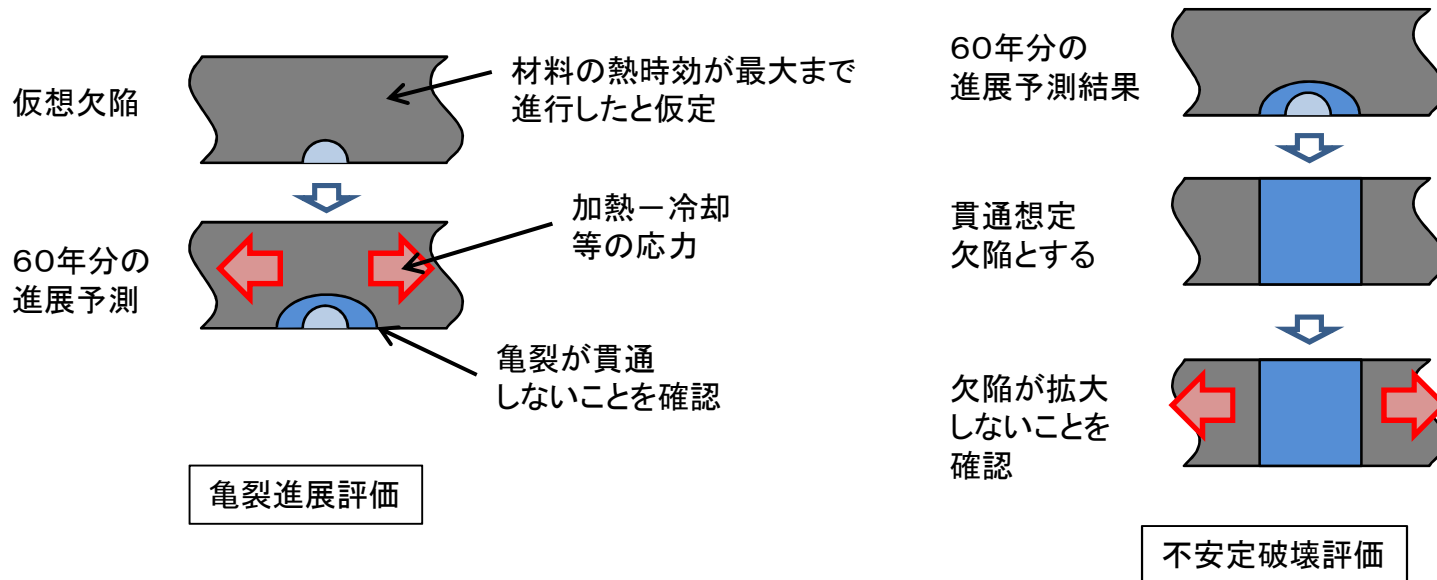 仮想欠陥
材料の熱時効が最大まで
進行したと仮定
60年分の
進展予測
加熱－冷却
等の応力
亀裂が貫通
しないことを確認
亀裂進展評価
60年分の
進展予測結果
貫通想定
欠陥とする
欠陥が拡大
しないことを
確認
不安定破壊評価